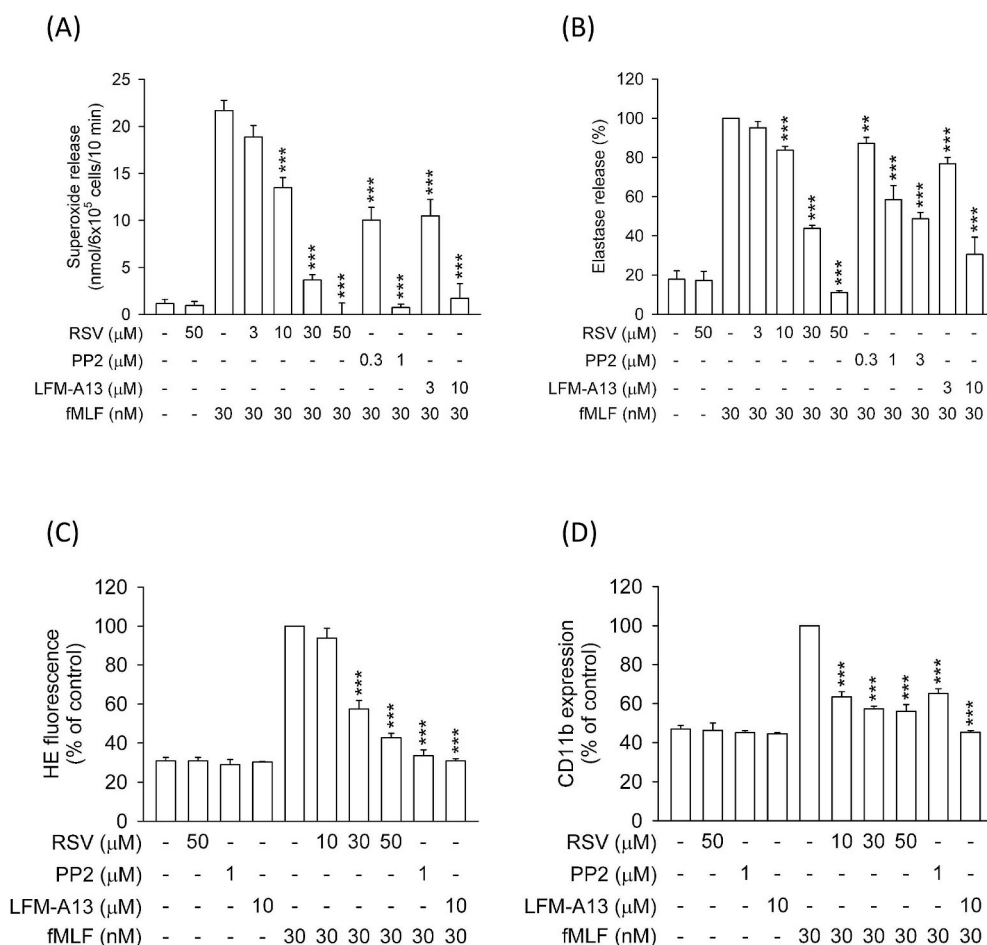 (A)
Superoxide release
(nmol/6x10⁵ cells/10 min)
25
20
15
10
5
0
*** *** *** *** *** *** ***
RSV (μM) - 50 - 3 10 30 50 - - - -
PP2 (μM) - - - - - - - 0.3 1 - -
LFM-A13(μM) - - - - - - - - - 3 10
fMLF (nM) - - 30 30 30 30 30 30 30 30 30
(B)
Elastase release (%)
120
100
80
60
40
20
0
*** *** *** ** *** *** *** ***
RSV (μM) - 50 - 3 10 30 50 - - - - -
PP2 (μM) - - - - - - - 0.3 1 3 - -
LFM-A13(μM) - - - - - - - - - - 3 10
fMLF (nM) - - 30 30 30 30 30 30 30 30 30 30
(C)
HE fluorescence
(% of control)
120
100
80
60
40
20
0
*** *** *** ***
RSV (μM) - 50 - - - 10 30 50 - -
PP2 (μM) - - 1 - - - - - 1 -
LFM-A13 (μM) - - - 10 - - - - - 10
fMLF (nM) - - - - 30 30 30 30 30 30
(D)
CD11b expression
(% of control)
120
100
80
60
40
20
0
*** *** *** *** ***
RSV (μM) - 50 - - - 10 30 50 - -
PP2 (μM) - - 1 - - - - - 1 -
LFM-A13 (μM) - - - 10 - - - - - 10
fMLF (nM) - - - - 30 30 30 30 30 30